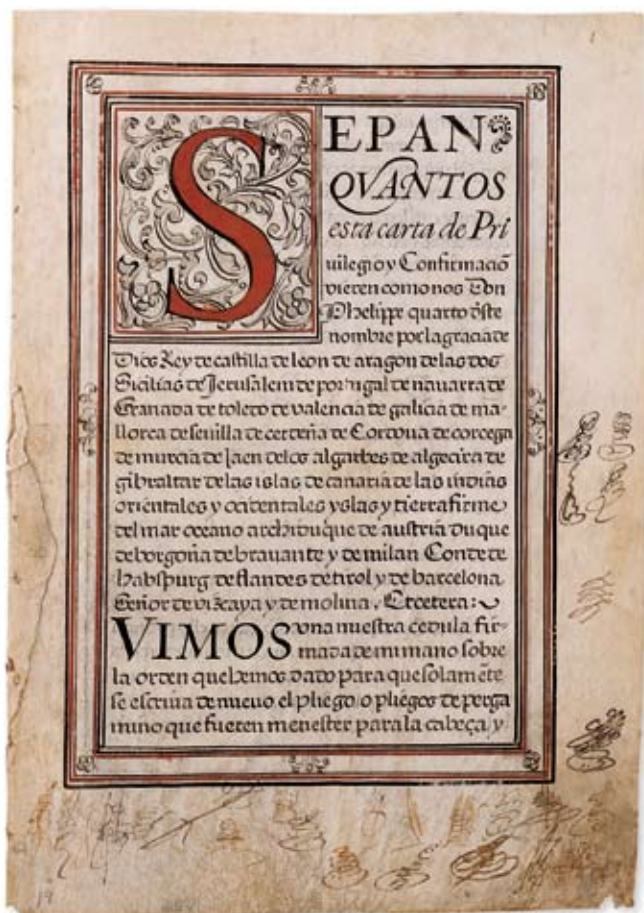 SEPAN
QVANTOS
esta carta de Pri
uilegio y Confirmaciõ
vieren como nos Don
Phelippe quarto dẽste
nombre por la gracia de
Dios Rey de castilla de leon de aragon de las dos
Sicilias de Jerusalem de portugal de nauarra de
Granada de toledo de valencia de galicia de ma-
llorca de seuilla de cerdeña de Cordoua de corcega
de murcia de Jaen de los algarbes de algecira de
gibraltar de las islas de canaria de las indias
orientales y ocidentales yslas y tierra firme
del mar oceano archiduque de austria duque
de borgoña de brauante y de milan Conde de
habspurg de flandes de tirol y de barcelona
Señor de vizcaya y de molina, Etcetera:
VIMOS vna nuestra cedula fir-
mada de mi mano sobre
la orden que hemos dado para que solamẽte
se escriua de nueuo el pliego o pliegos de perga
mino que fueren menester para la cabeça, y
19